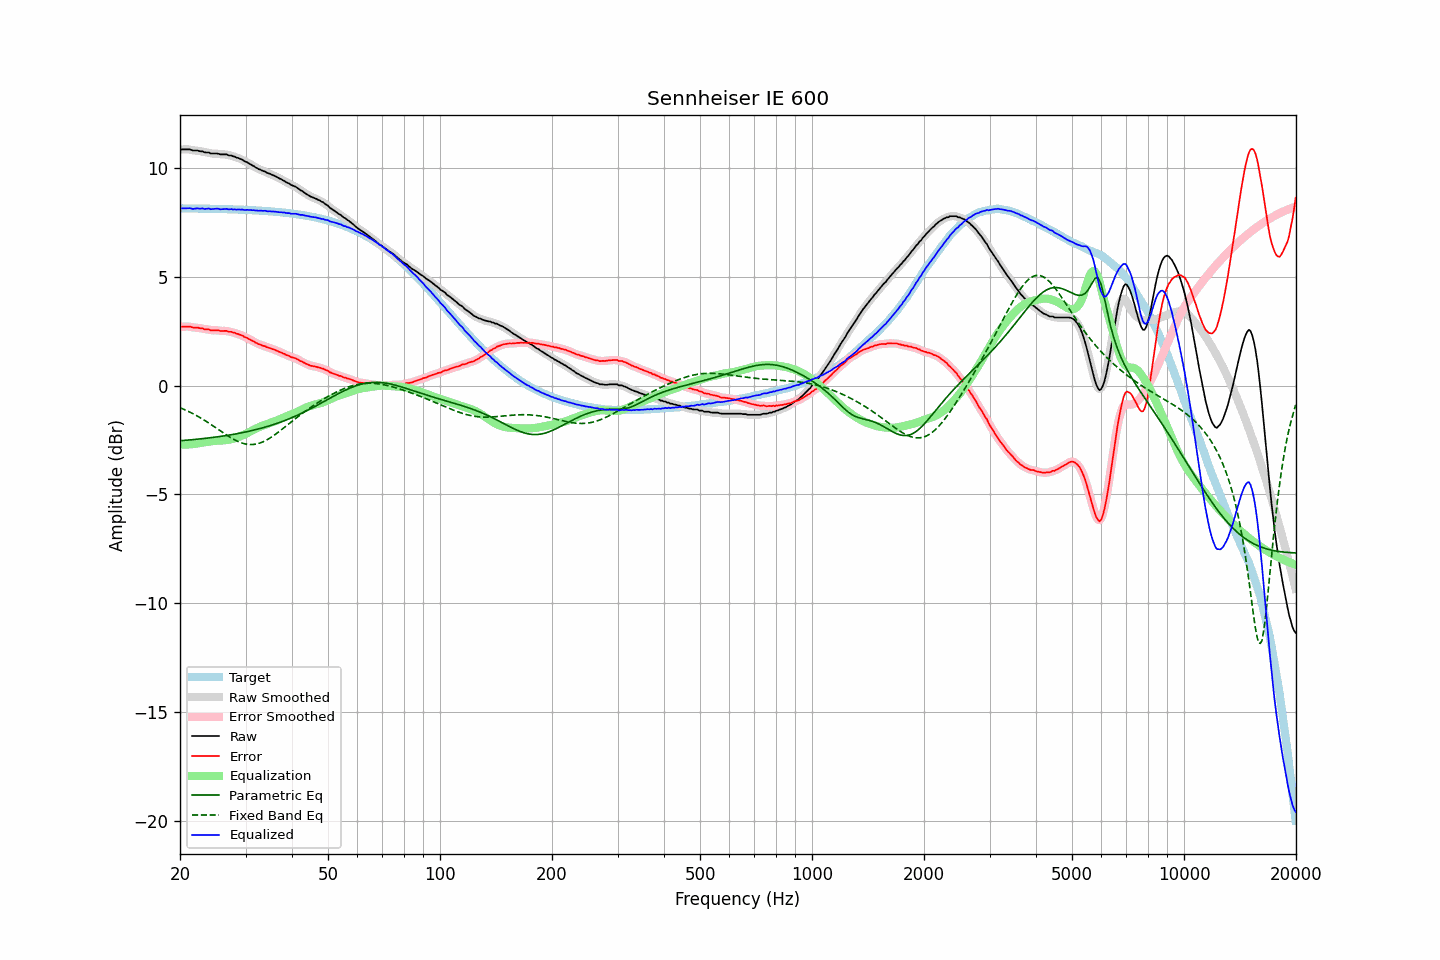 Sennheiser IE 600
Amplitude (dBr)
10
5
0
−5
−10
−15
−20
Target
Raw Smoothed
Error Smoothed
Raw
Error
Equalization
Parametric Eq
Fixed Band Eq
Equalized
20 50 100 200 500 1000 2000 5000 10000 20000
Frequency (Hz)